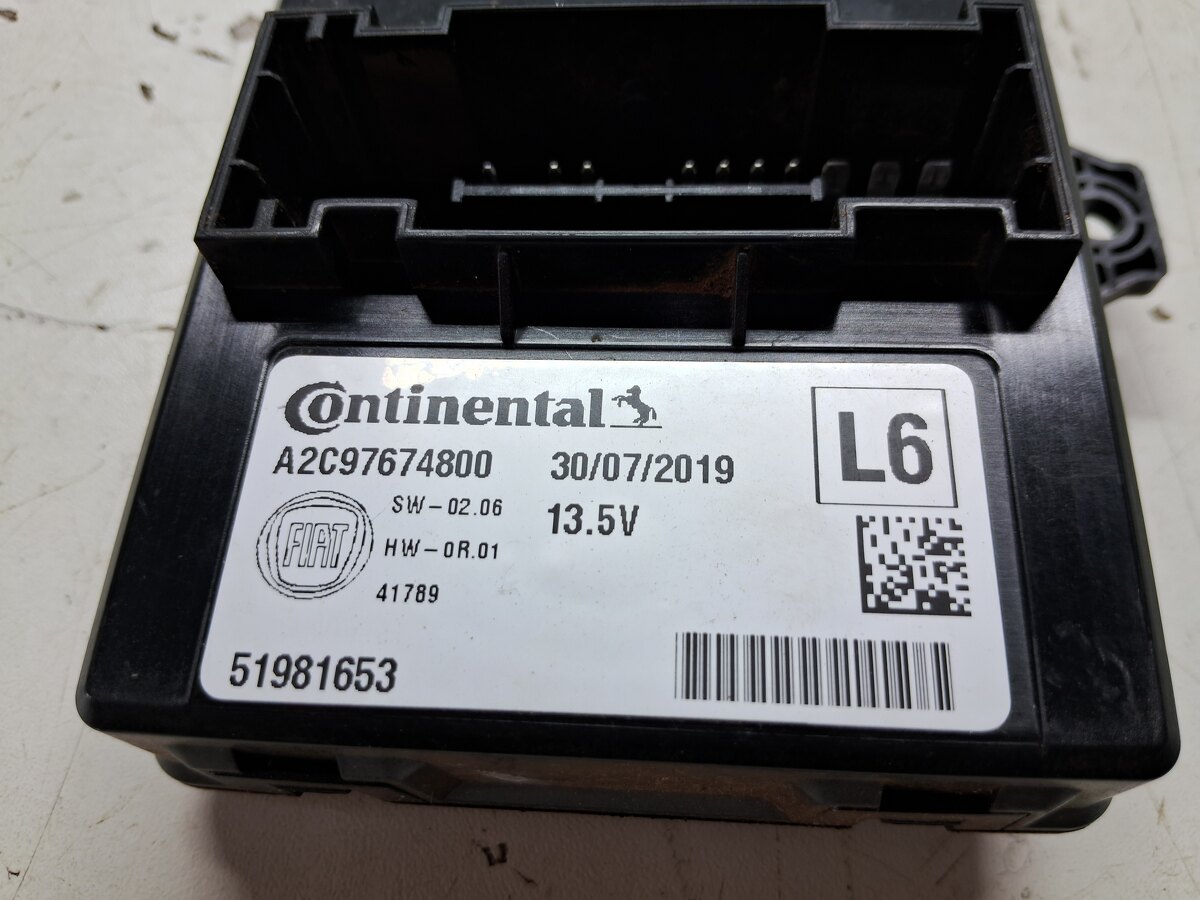 Continental
A2C97674800 30/07/2019
L6
SW-02.06
13.5V
FIAT
HW-0R.01
41789
51981653